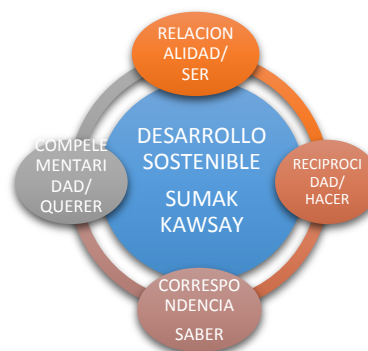 RELACION
ALIDAD/
SER
COMPELE
MENTARI
DAD/
QUERER
DESARROLLO
SOSTENIBLE
SUMAK
KAWSAY
RECIPROCI
DAD/
HACER
CORRESPO
NDENCIA
SABER